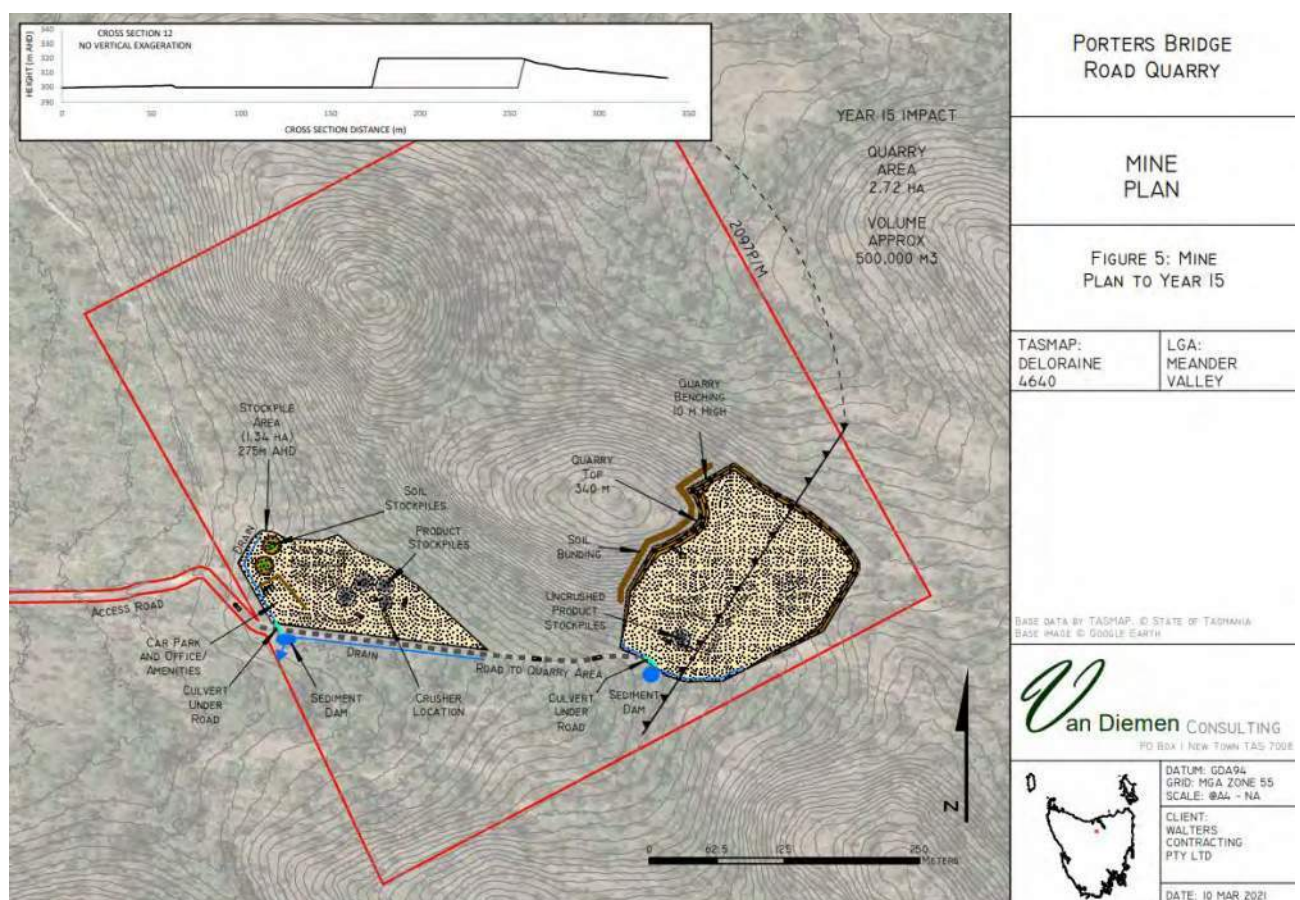 CROSS SECTION 12
NO VERTICAL EXAGERATION
HEIGHT (m AHD)
340
330
320
310
300
290
0
50
100
150
200
250
300
350
CROSS SECTION DISTANCE (m)
YEAR 15 IMPACT
QUARRY
AREA
2.72 HA
VOLUME
APPROX
500,000 M3
2097P/M
QUARRY
BENCHING
10 M HIGH
QUARRY
TOP
340 M
SOIL
BUNDING
UNCRUSHED
PRODUCT
STOCKPILES
STOCKPILE
AREA
(1.34 HA)
275M AHD
SOIL
STOCKPILES
PRODUCT
STOCKPILES
DRAIN
ACCESS ROAD
CAR PARK
AND OFFICE/
AMENITIES
CULVERT
UNDER
ROAD
SEDIMENT
DAM
DRAIN
CRUSHER
LOCATION
ROAD TO QUARRY AREA
CULVERT
UNDER
ROAD
SEDIMENT
DAM
N
0
62.5
125
250
METERS
PORTERS BRIDGE
ROAD QUARRY
MINE
PLAN
FIGURE 5: MINE
PLAN TO YEAR 15
TASMAP:
DELORAINE
4640
LGA:
MEANDER
VALLEY
BASE DATA BY TASMAP, © STATE OF TASMANIA
BASE IMAGE © GOOGLE EARTH
Van Diemen CONSULTING
PO BOX 1 NEW TOWN TAS 7008
DATUM: GDA94
GRID: MGA ZONE 55
SCALE: @A4 - NA
CLIENT:
WALTERS
CONTRACTING
PTY LTD
DATE: 10 MAR 2021